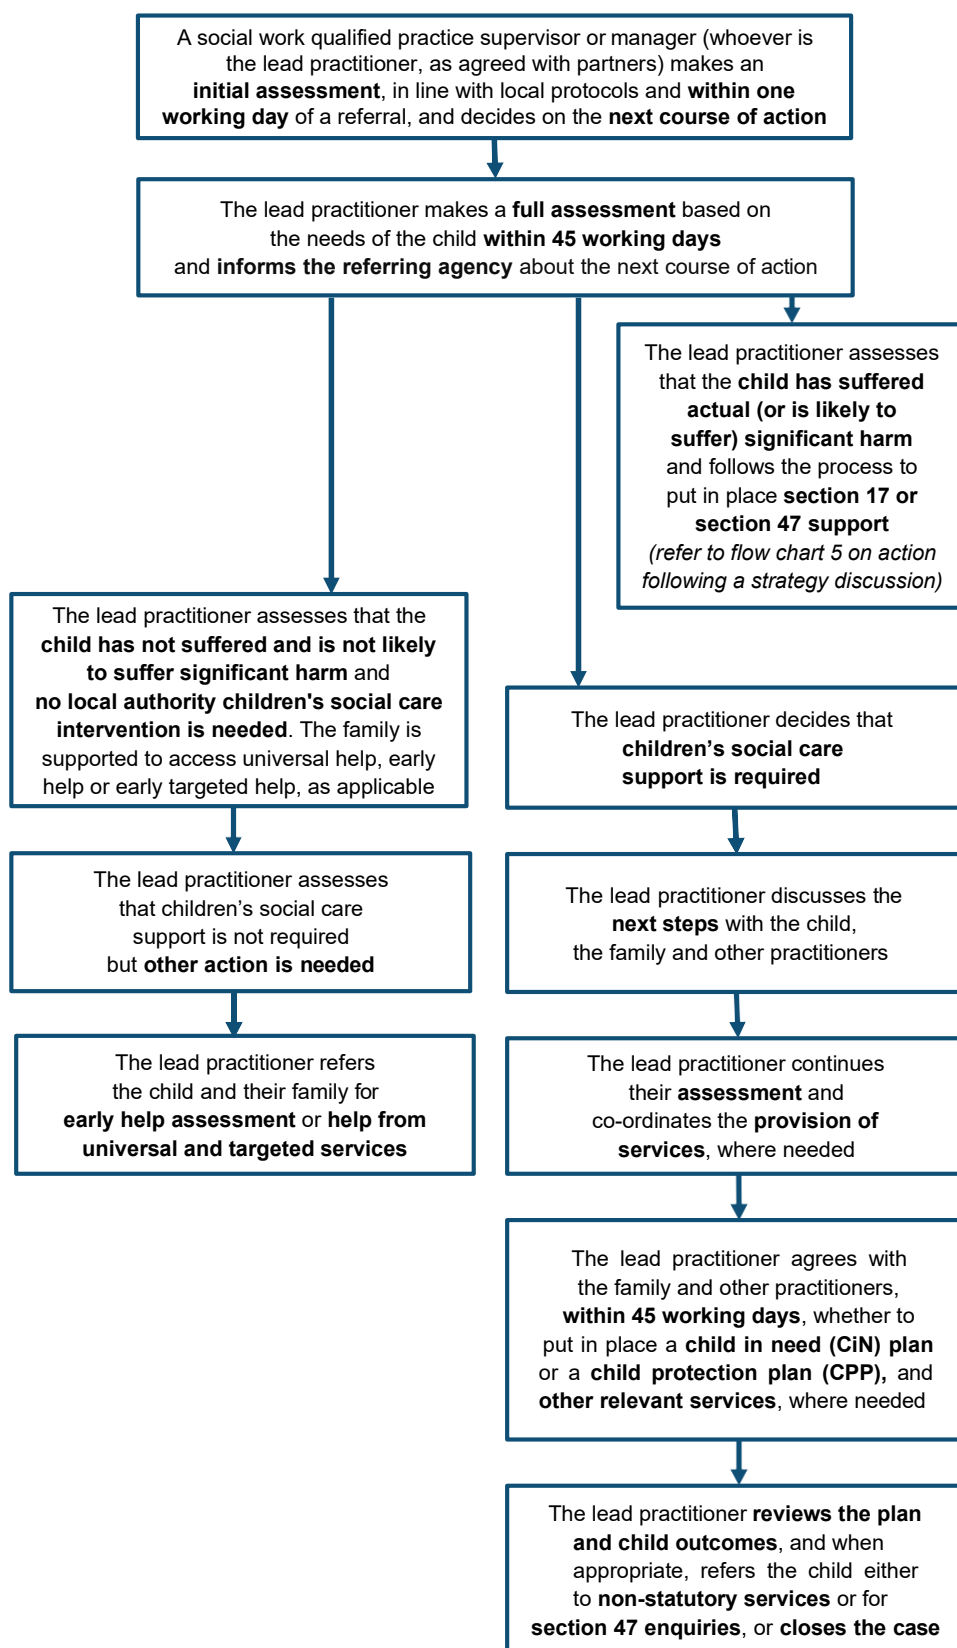 A social work qualified practice supervisor or manager (whoever is
the lead practitioner, as agreed with partners) makes an
initial assessment, in line with local protocols and within one
working day of a referral, and decides on the next course of action
The lead practitioner makes a full assessment based on
the needs of the child within 45 working days
and informs the referring agency about the next course of action
The lead practitioner assesses
that the child has suffered
actual (or is likely to
suffer) significant harm
and follows the process to
put in place section 17 or
section 47 support
(refer to flow chart 5 on action
following a strategy discussion)
The lead practitioner assesses that the
child has not suffered and is not likely
to suffer significant harm and
no local authority children's social care
intervention is needed. The family is
supported to access universal help, early
help or early targeted help, as applicable
The lead practitioner assesses
that children’s social care
support is not required
but other action is needed
The lead practitioner refers
the child and their family for
early help assessment or help from
universal and targeted services
The lead practitioner decides that
children’s social care
support is required
The lead practitioner discusses the
next steps with the child,
the family and other practitioners
The lead practitioner continues
their assessment and
co-ordinates the provision of
services, where needed
The lead practitioner agrees with
the family and other practitioners,
within 45 working days, whether to
put in place a child in need (CiN) plan
or a child protection plan (CPP), and
other relevant services, where needed
The lead practitioner reviews the plan
and child outcomes, and when
appropriate, refers the child either
to non-statutory services or for
section 47 enquiries, or closes the case